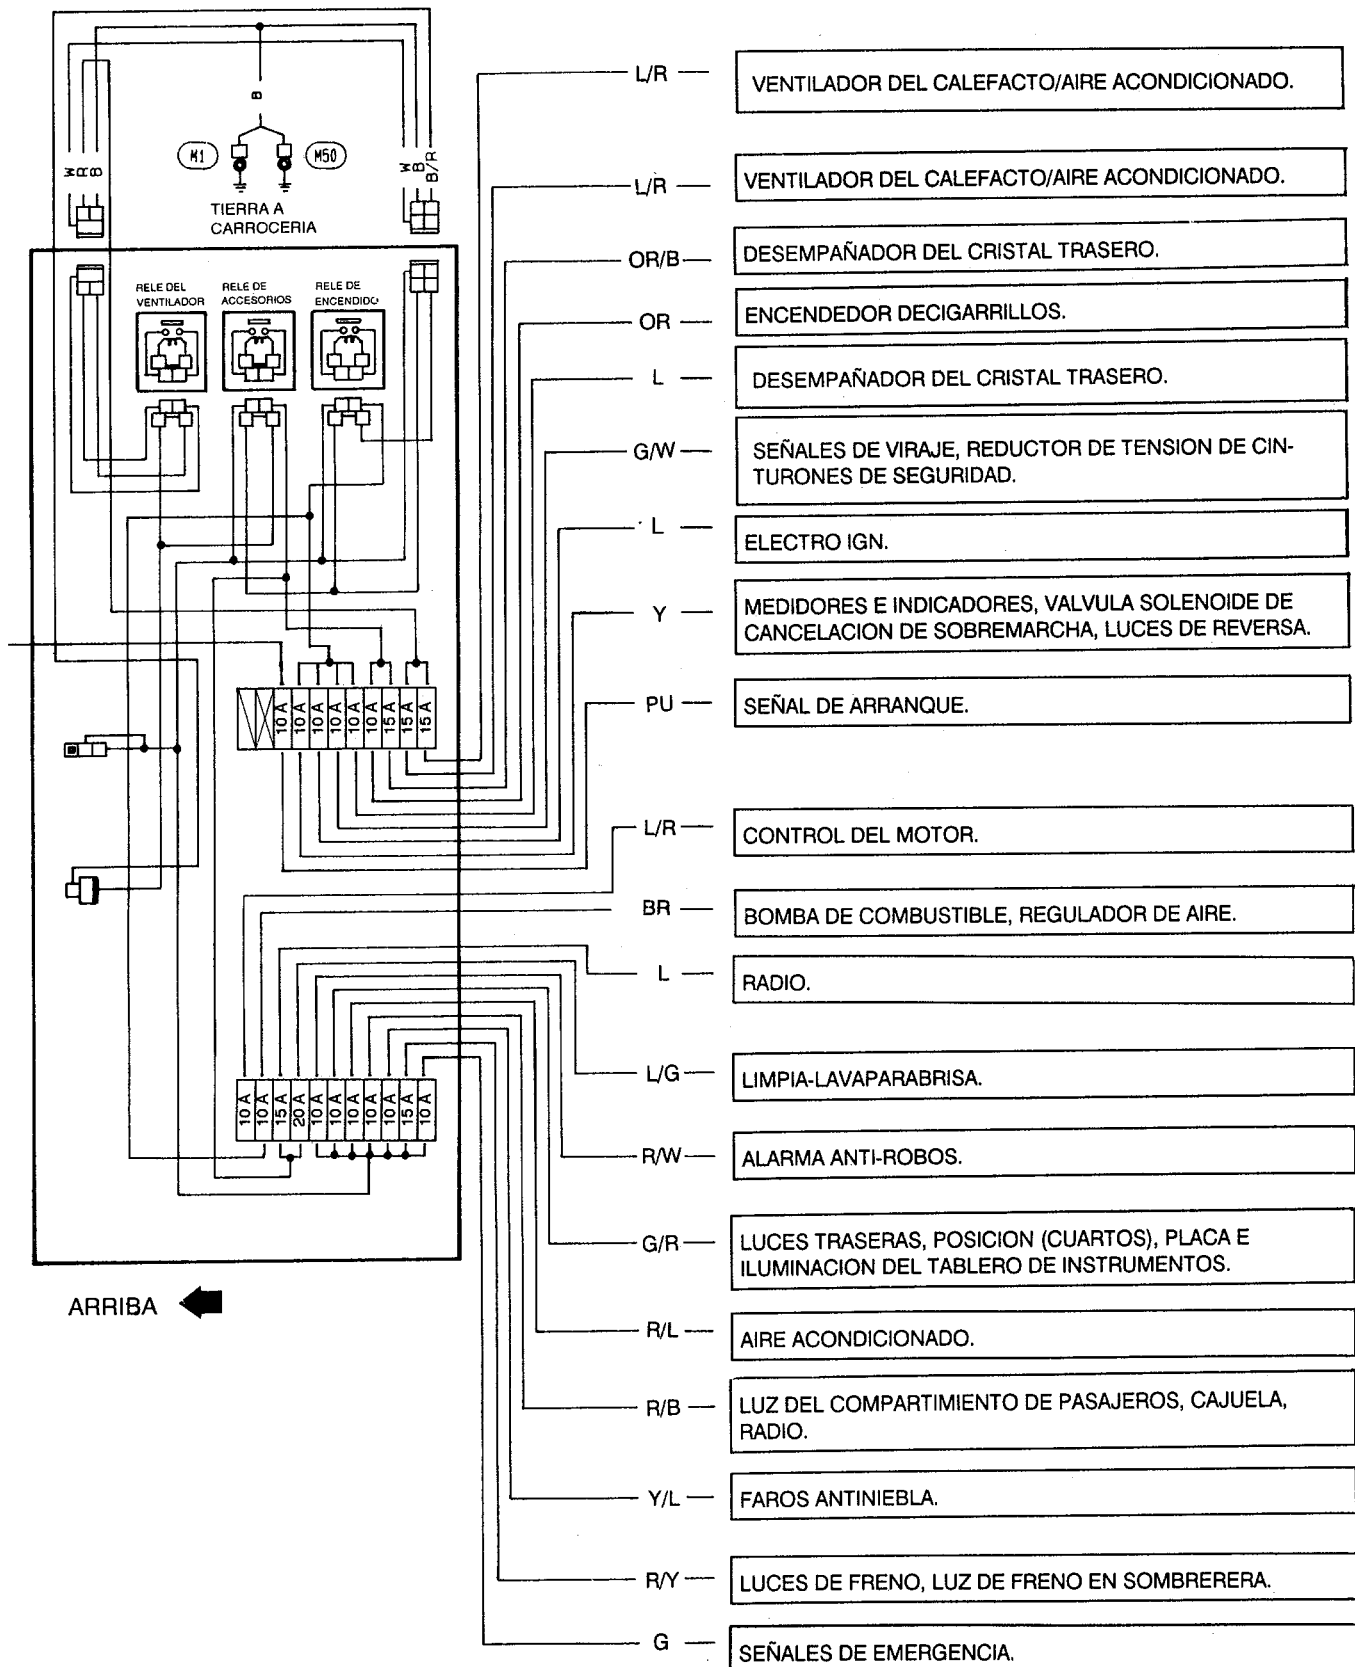 L/R
VENTILADOR DEL CALEFACTO/AIRE ACONDICIONADO.
B
M1
M50
W
R
B
W
B
B/R
TIERRA A
CARROCERIA
L/R
VENTILADOR DEL CALEFACTO/AIRE ACONDICIONADO.
OR/B
DESEMPAÑADOR DEL CRISTAL TRASERO.
RELE DEL
VENTILADOR
RELE DE
ACCESORIOS
RELE DE
ENCENDIDO
OR
ENCENDEDOR DECIGARRILLOS.
L
DESEMPAÑADOR DEL CRISTAL TRASERO.
G/W
SEÑALES DE VIRAJE, REDUCTOR DE TENSION DE CIN-
TURONES DE SEGURIDAD.
L
ELECTRO IGN.
Y
MEDIDORES E INDICADORES, VALVULA SOLENOIDE DE
CANCELACION DE SOBREMARCHA, LUCES DE REVERSA.
PU
SEÑAL DE ARRANQUE.
10 A
10 A
10 A
10 A
10 A
10 A
15 A
15 A
15 A
L/R
CONTROL DEL MOTOR.
BR
BOMBA DE COMBUSTIBLE, REGULADOR DE AIRE.
L
RADIO.
L/G
LIMPIA-LAVAPARABRISA.
10 A
10 A
15 A
20 A
10 A
10 A
10 A
10 A
10 A
15 A
10 A
R/W
ALARMA ANTI-ROBOS.
G/R
LUCES TRASERAS, POSICION (CUARTOS), PLACA E
ILUMINACION DEL TABLERO DE INSTRUMENTOS.
ARRIBA
R/L
AIRE ACONDICIONADO.
R/B
LUZ DEL COMPARTIMIENTO DE PASAJEROS, CAJUELA,
RADIO.
Y/L
FAROS ANTINIEBLA.
R/Y
LUCES DE FRENO, LUZ DE FRENO EN SOMBRERERA.
G
SEÑALES DE EMERGENCIA.